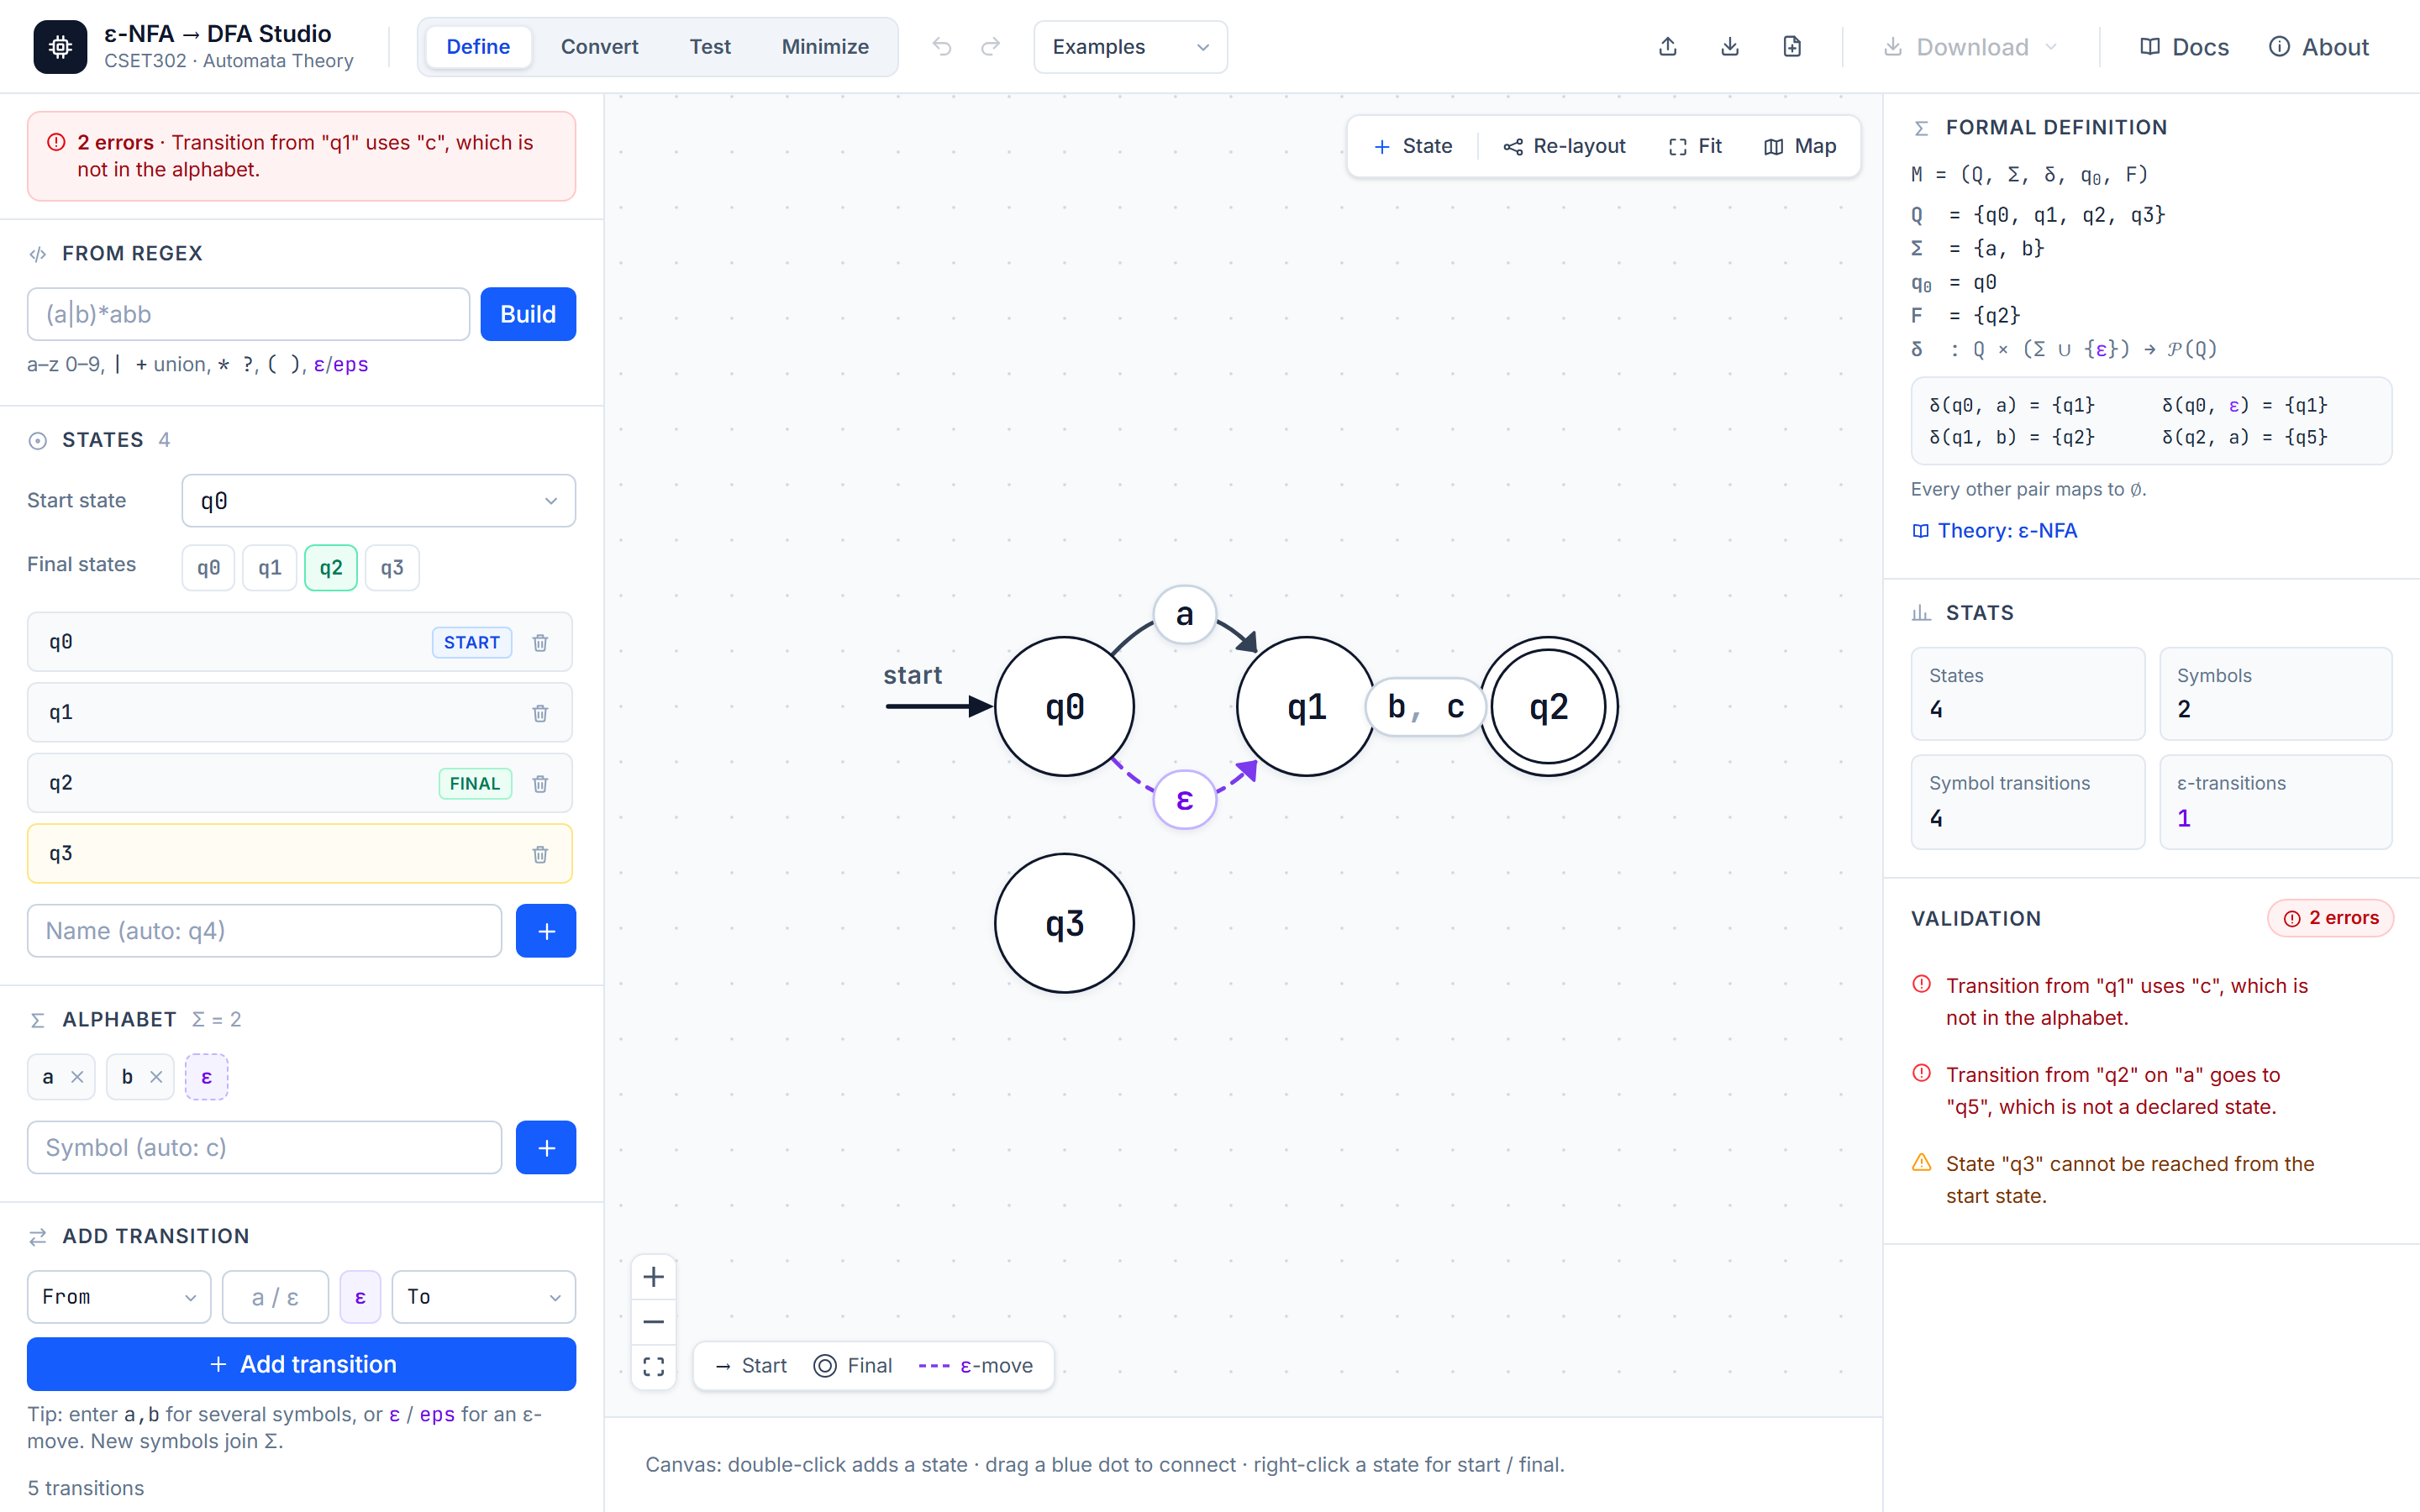 ε-NFA → DFA Studio
CSET302 · Automata Theory
Define
Convert
Test
Minimize
Examples
Download
Docs
About
2 errors · Transition from "q1" uses "c", which is
not in the alphabet.
FROM REGEX
(a|b)*abb
Build
a–z 0–9, | + union, * ?, ( ), ε/eps
STATES 4
Start state
q0
Final states
q0
q1
q2
q3
q0
START
q1
q2
FINAL
q3
Name (auto: q4)
+
ALPHABET Σ = 2
a ×
b ×
ε
Symbol (auto: c)
+
ADD TRANSITION
From
a / ε
ε
To
+ Add transition
Tip: enter a,b for several symbols, or ε / eps for an ε-
move. New symbols join Σ.
5 transitions
+ State
Re-layout
Fit
Map
start
q0
a
ε
q1
b, c
q2
q3
→ Start
Final
ε-move
Canvas: double-click adds a state · drag a blue dot to connect · right-click a state for start / final.
Σ FORMAL DEFINITION
M = (Q, Σ, δ, q₀, F)
Q = {q0, q1, q2, q3}
Σ = {a, b}
q₀ = q0
F = {q2}
δ : Q × (Σ ∪ {ε}) → 𝒫(Q)
δ(q0, a) = {q1} δ(q0, ε) = {q1}
δ(q1, b) = {q2} δ(q2, a) = {q5}
Every other pair maps to ∅.
Theory: ε-NFA
STATS
States
4
Symbols
2
Symbol transitions
4
ε-transitions
1
VALIDATION
2 errors
Transition from "q1" uses "c", which is
not in the alphabet.
Transition from "q2" on "a" goes to
"q5", which is not a declared state.
State "q3" cannot be reached from the
start state.